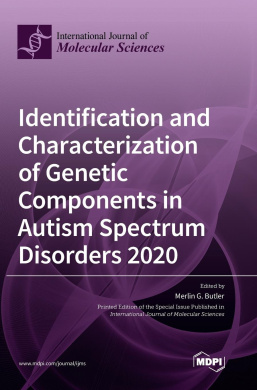 International Journal of
Molecular Sciences
Identification and
Characterization
of Genetic
Components in
Autism Spectrum
Disorders 2020
Edited by
Merlin G. Butler
Printed Edition of the Special Issue Published in
International Journal of Molecular Sciences
www.mdpi.com/journal/ijms
MDPI